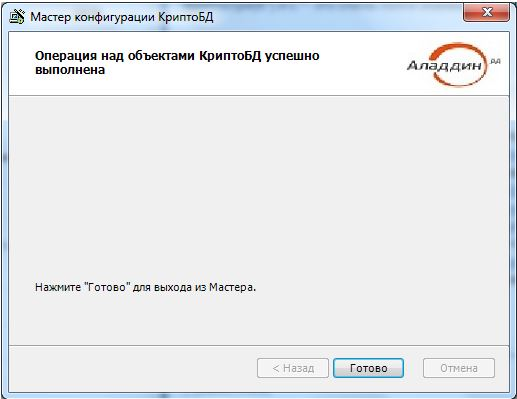 Мастер конфигурации КриптоБД
Операция над объектами КриптоБД успешно
выполнена
Аладдин РД
Нажмите "Готово" для выхода из Мастера.
< Назад
Готово
Отмена